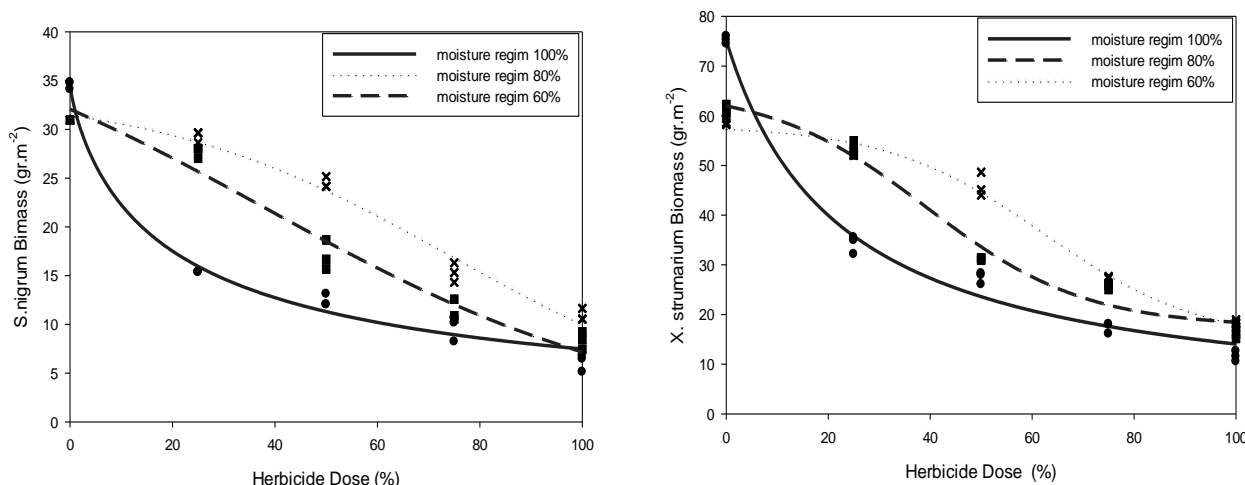 40
35
30
25
20
15
10
5
0
S.nigrum Bimass (gr.m-2)
moisture regim 100%
moisture regim 80%
moisture regim 60%
0 20 40 60 80 100
Herbicide Dose (%)
80
70
60
50
40
30
20
10
0
X. strumarium Biomass (gr.m-2)
moisture regim 100%
moisture regim 80%
moisture regim 60%
0 20 40 60 80 100
Herbicide Dose (%)